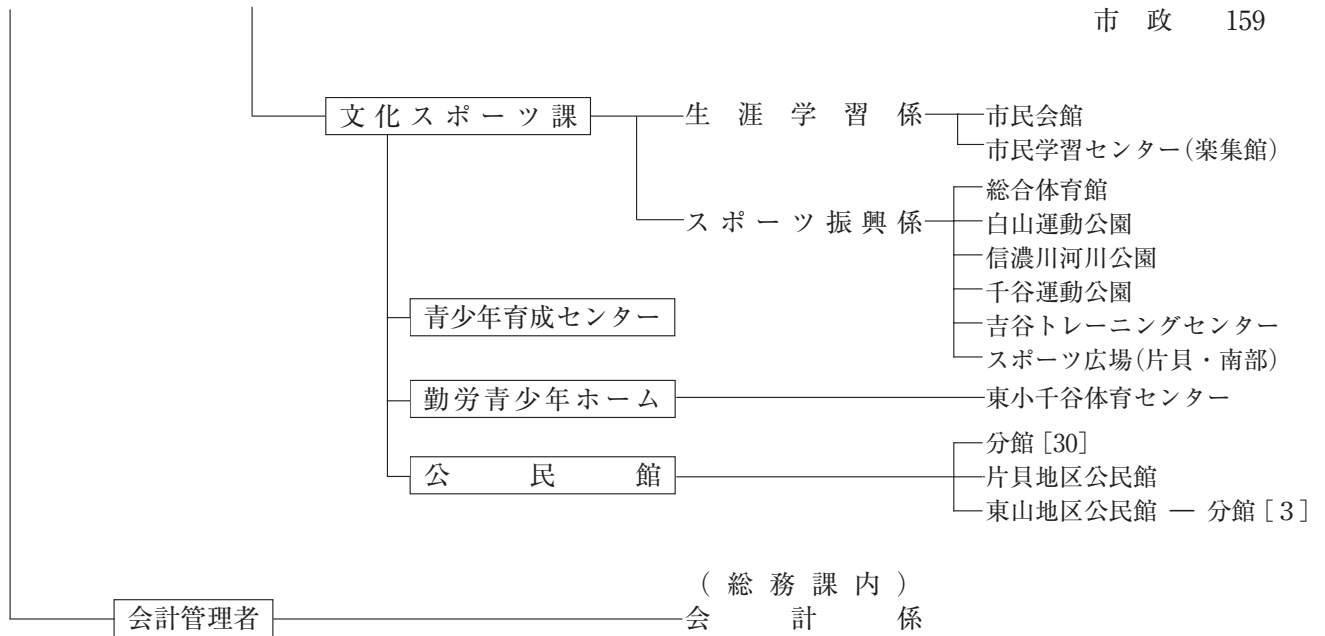 市 政 159
文化スポーツ課 生涯学習係 市民会館
市民学習センター(楽集館)
総合体育館
スポーツ振興係 白山運動公園
信濃川河川公園
千谷運動公園
青少年育成センター 吉谷トレーニングセンター
スポーツ広場(片貝・南部)
勤労青少年ホーム 東小千谷体育センター
分館[30]
公民館 片貝地区公民館
東山地区公民館 ― 分館[3]
(総務課内)
会計管理者 会計係